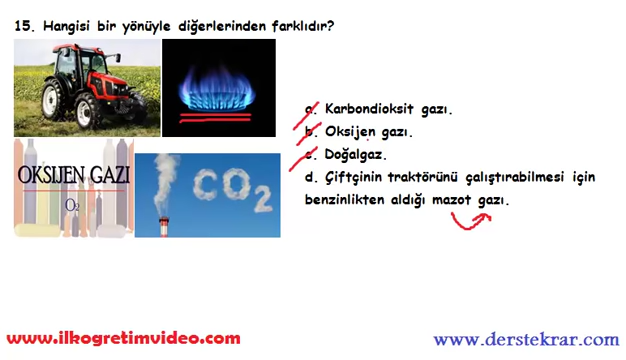 15. Hangisi bir yönüyle diğerlerinden farklıdır?
a. Karbondioksit gazı.
b. Oksijen gazı.
c. Doğalgaz.
d. Çiftçinin traktörünü çalıştırabilmesi için
benzinlikten aldığı mazot gazı.
OKSIJEN GAZI
O2
CO2
www.ilkogretimvideo.com
www.derstekrar.com